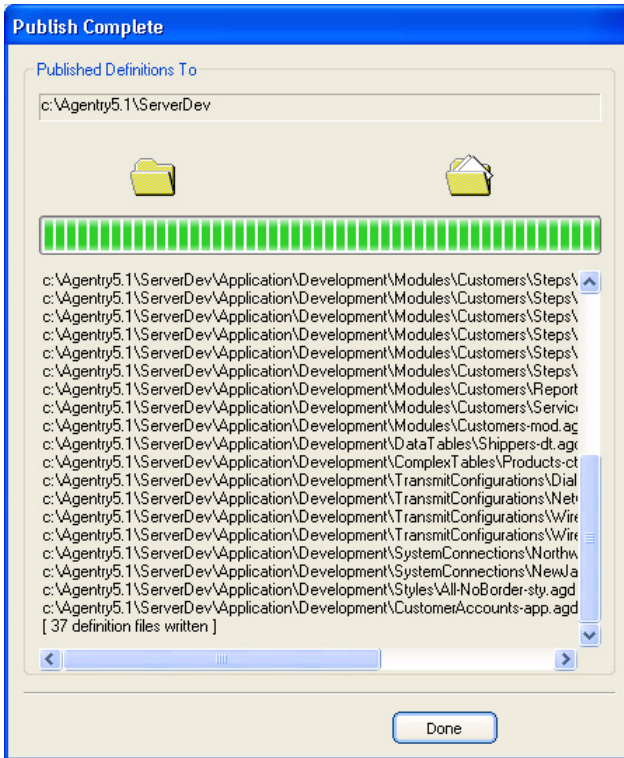 Publish Complete
Published Definitions To
c:\Agentry5.1\ServerDev
c:\Agentry5.1\ServerDev\Application\Development\Modules\Customers\Steps\
c:\Agentry5.1\ServerDev\Application\Development\Modules\Customers\Steps\
c:\Agentry5.1\ServerDev\Application\Development\Modules\Customers\Steps\
c:\Agentry5.1\ServerDev\Application\Development\Modules\Customers\Steps\
c:\Agentry5.1\ServerDev\Application\Development\Modules\Customers\Steps\
c:\Agentry5.1\ServerDev\Application\Development\Modules\Customers\Steps\
c:\Agentry5.1\ServerDev\Application\Development\Modules\Customers\Report
c:\Agentry5.1\ServerDev\Application\Development\Modules\Customers\Servic
c:\Agentry5.1\ServerDev\Application\Development\Modules\Customers-mod.ag
c:\Agentry5.1\ServerDev\Application\Development\DataTables\Shippers-dt.agd
c:\Agentry5.1\ServerDev\Application\Development\ComplexTables\Products-ct
c:\Agentry5.1\ServerDev\Application\Development\TransmitConfigurations\Dial
c:\Agentry5.1\ServerDev\Application\Development\TransmitConfigurations\Net
c:\Agentry5.1\ServerDev\Application\Development\TransmitConfigurations\Wire
c:\Agentry5.1\ServerDev\Application\Development\TransmitConfigurations\Wire
c:\Agentry5.1\ServerDev\Application\Development\SystemConnections\Northw
c:\Agentry5.1\ServerDev\Application\Development\SystemConnections\NewJa
c:\Agentry5.1\ServerDev\Application\Development\Styles\All-NoBorder-sty.agd
c:\Agentry5.1\ServerDev\Application\Development\CustomerAccounts-app.agd
[ 37 definition files written ]
Done